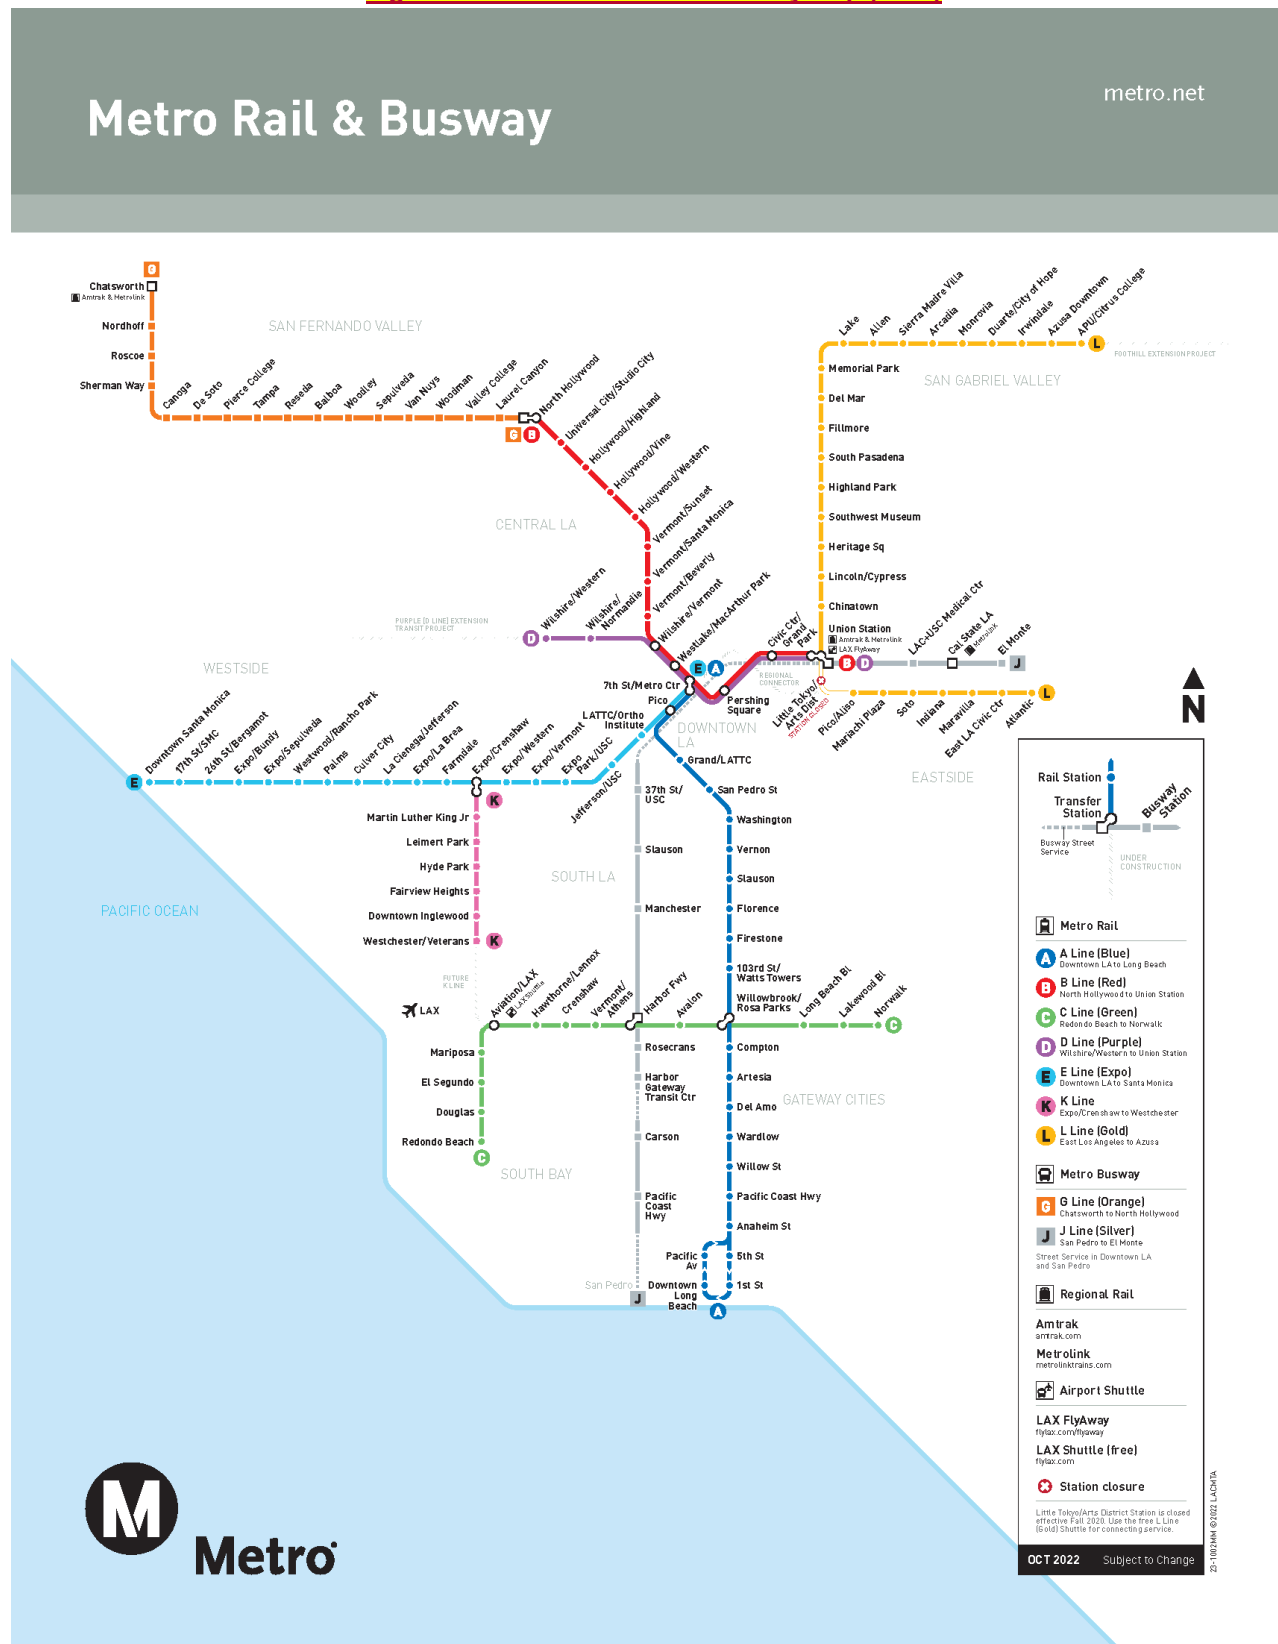 Metro Rail & Busway
metro.net
G
Chatsworth
Amtrak & Metrolink
Nordhoff
Roscoe
Sherman Way
SAN FERNANDO VALLEY
Canoga
De Soto
Pierce College
Tampa
Reseda
Balboa
Woodley
Sepulveda
Van Nuys
Woodman
Valley College
Laurel Canyon
North Hollywood
G
B
Universal City/Studio City
Hollywood/Highland
Hollywood/Vine
Hollywood/Western
Vermont/Sunset
Vermont/Santa Monica
Vermont/Beverly
Wilshire/Vermont
Westlake/MacArthur Park
CENTRAL LA
Wilshire/Western
Wilshire/
Normandie
PURPLE (D LINE) EXTENSION
TRANSIT PROJECT
D
Lake
Allen
Sierra Madre Villa
Arcadia
Monrovia
Duarte/City of Hope
Irwindale
Azusa Downtown
APU/Citrus College
L
FOOTHILL EXTENSION PROJECT
SAN GABRIEL VALLEY
Memorial Park
Del Mar
Fillmore
South Pasadena
Highland Park
Southwest Museum
Heritage Sq
Lincoln/Cypress
Chinatown
Union Station
Amtrak & Metrolink
LAX FlyAway
B
D
Civic Ctr/
Grand
Park
LAC+USC Medical Ctr
Cal State LA
Metrolink
El Monte
J
E
A
REGIONAL
CONNECTOR
7th St/Metro Ctr
Pico
Pershing
Square
Little Tokyo/
Arts Dist
STATION CLOSED
Pico/Aliso
Mariachi Plaza
Soto
Indiana
Maravilla
East LA Civic Ctr
Atlantic
L
N
WESTSIDE
LATTC/Ortho
Institute
DOWNTOWN
LA
EASTSIDE
E
Downtown Santa Monica
17th St/SMC
26th St/Bergamot
Expo/Bundy
Expo/Sepulveda
Westwood/Rancho Park
Palms
Culver City
La Cienega/Jefferson
Expo/La Brea
Farmdale
Expo/Crenshaw
Expo/Western
Expo/Vermont
Expo
Park/USC
Jefferson/USC
K
Martin Luther King Jr
Leimert Park
Hyde Park
Fairview Heights
Downtown Inglewood
Westchester/Veterans
K
FUTURE
K LINE
PACIFIC OCEAN
SOUTH LA
37th St/
USC
Slauson
Manchester
Grand/LATTC
San Pedro St
Washington
Vernon
Slauson
Florence
Firestone
103rd St/
Watts Towers
Willowbrook/
Rosa Parks
LAX
Aviation/LAX
LAX Shuttle
Hawthorne/Lennox
Crenshaw
Vermont/
Athens
Harbor Fwy
Avalon
Long Beach Bl
Lakewood Bl
Norwalk
C
Mariposa
El Segundo
Douglas
Redondo Beach
C
SOUTH BAY
GATEWAY CITIES
Rosecrans
Harbor
Gateway
Transit Ctr
Carson
Pacific
Coast
Hwy
San Pedro
J
Compton
Artesia
Del Amo
Wardlow
Willow St
Pacific Coast Hwy
Anaheim St
Pacific
Av
5th St
Downtown
Long
Beach
1st St
A
Rail Station
Transfer
Station
Busway
Station
Busway Street
Service
UNDER
CONSTRUCTION
Metro Rail
A
A Line (Blue)
Downtown LA to Long Beach
B
B Line (Red)
North Hollywood to Union Station
C
C Line (Green)
Redondo Beach to Norwalk
D
D Line (Purple)
Wilshire/Western to Union Station
E
E Line (Expo)
Downtown LA to Santa Monica
K
K Line
Expo/Crenshaw to Westchester
L
L Line (Gold)
East Los Angeles to Azusa
Metro Busway
G
G Line (Orange)
Chatsworth to North Hollywood
J
J Line (Silver)
San Pedro to El Monte
Street Service in Downtown LA
and San Pedro
Regional Rail
Amtrak
amtrak.com
Metrolink
metrolinktrains.com
Airport Shuttle
LAX FlyAway
flylax.com/flyaway
LAX Shuttle (free)
flylax.com
Station closure
Little Tokyo/Arts District Station is closed
effective Fall 2020. Use the free L Line
(Gold) Shuttle for connecting service.
OCT 2022
Subject to Change
23-1002MM ©2022 LACMTA
M
Metro